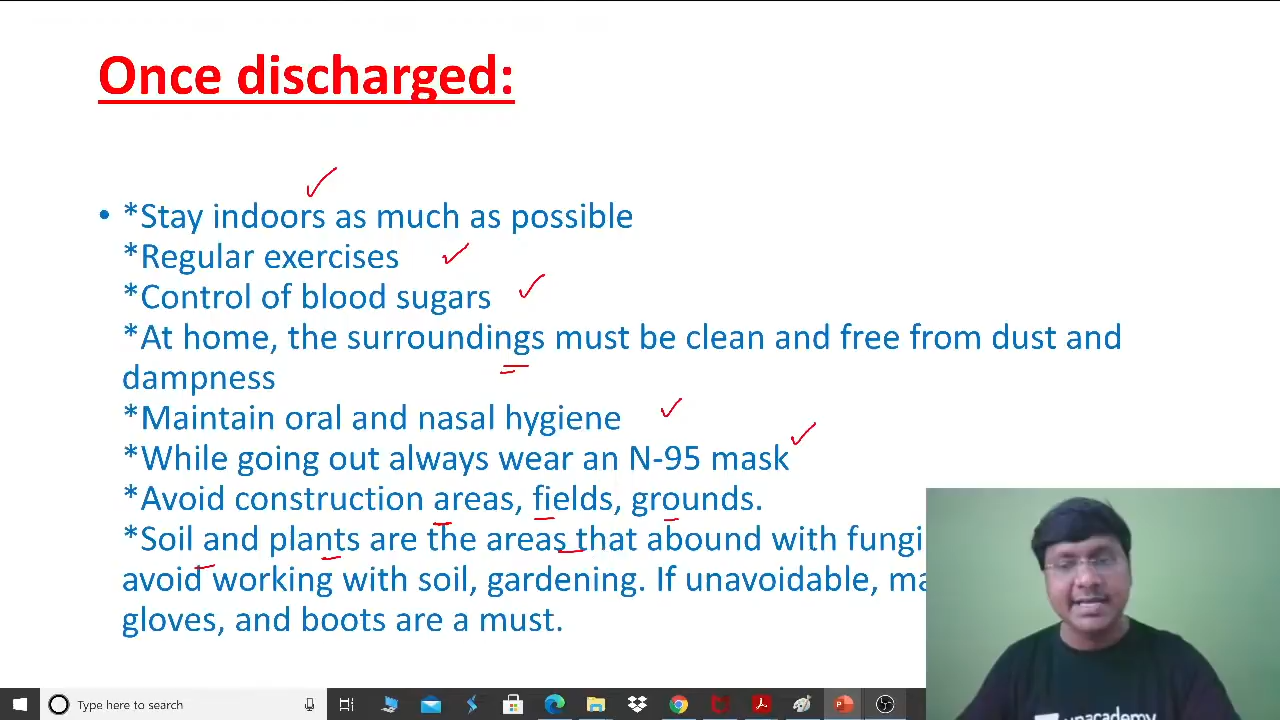 Once discharged:
• *Stay indoors as much as possible
*Regular exercises
*Control of blood sugars
*At home, the surroundings must be clean and free from dust and
dampness
*Maintain oral and nasal hygiene
*While going out always wear an N-95 mask
*Avoid construction areas, fields, grounds.
*Soil and plants are the areas that abound with fungi
avoid working with soil, gardening. If unavoidable,
gloves, and boots are a must.
Type here to search